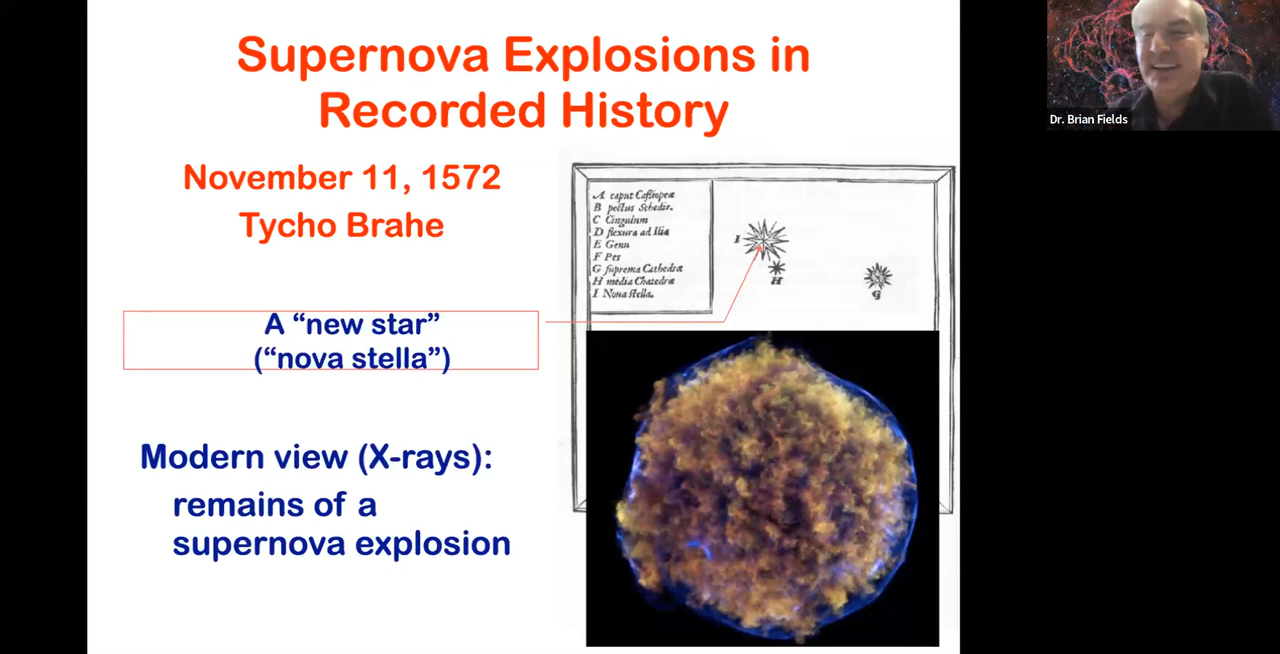 Supernova Explosions in
Recorded History
November 11, 1572
Tycho Brahe
A “new star”
(“nova stella”)
Modern view (X-rays):
remains of a
supernova explosion
A caput Cassiopeæ
B pectus Schedir.
C Cingulum
D flexura ad Ilia
E Genu
F Pes
G suprema Cathedræ
H media Chatedræ
I Noua stella.
I
H
G
Dr. Brian Fields